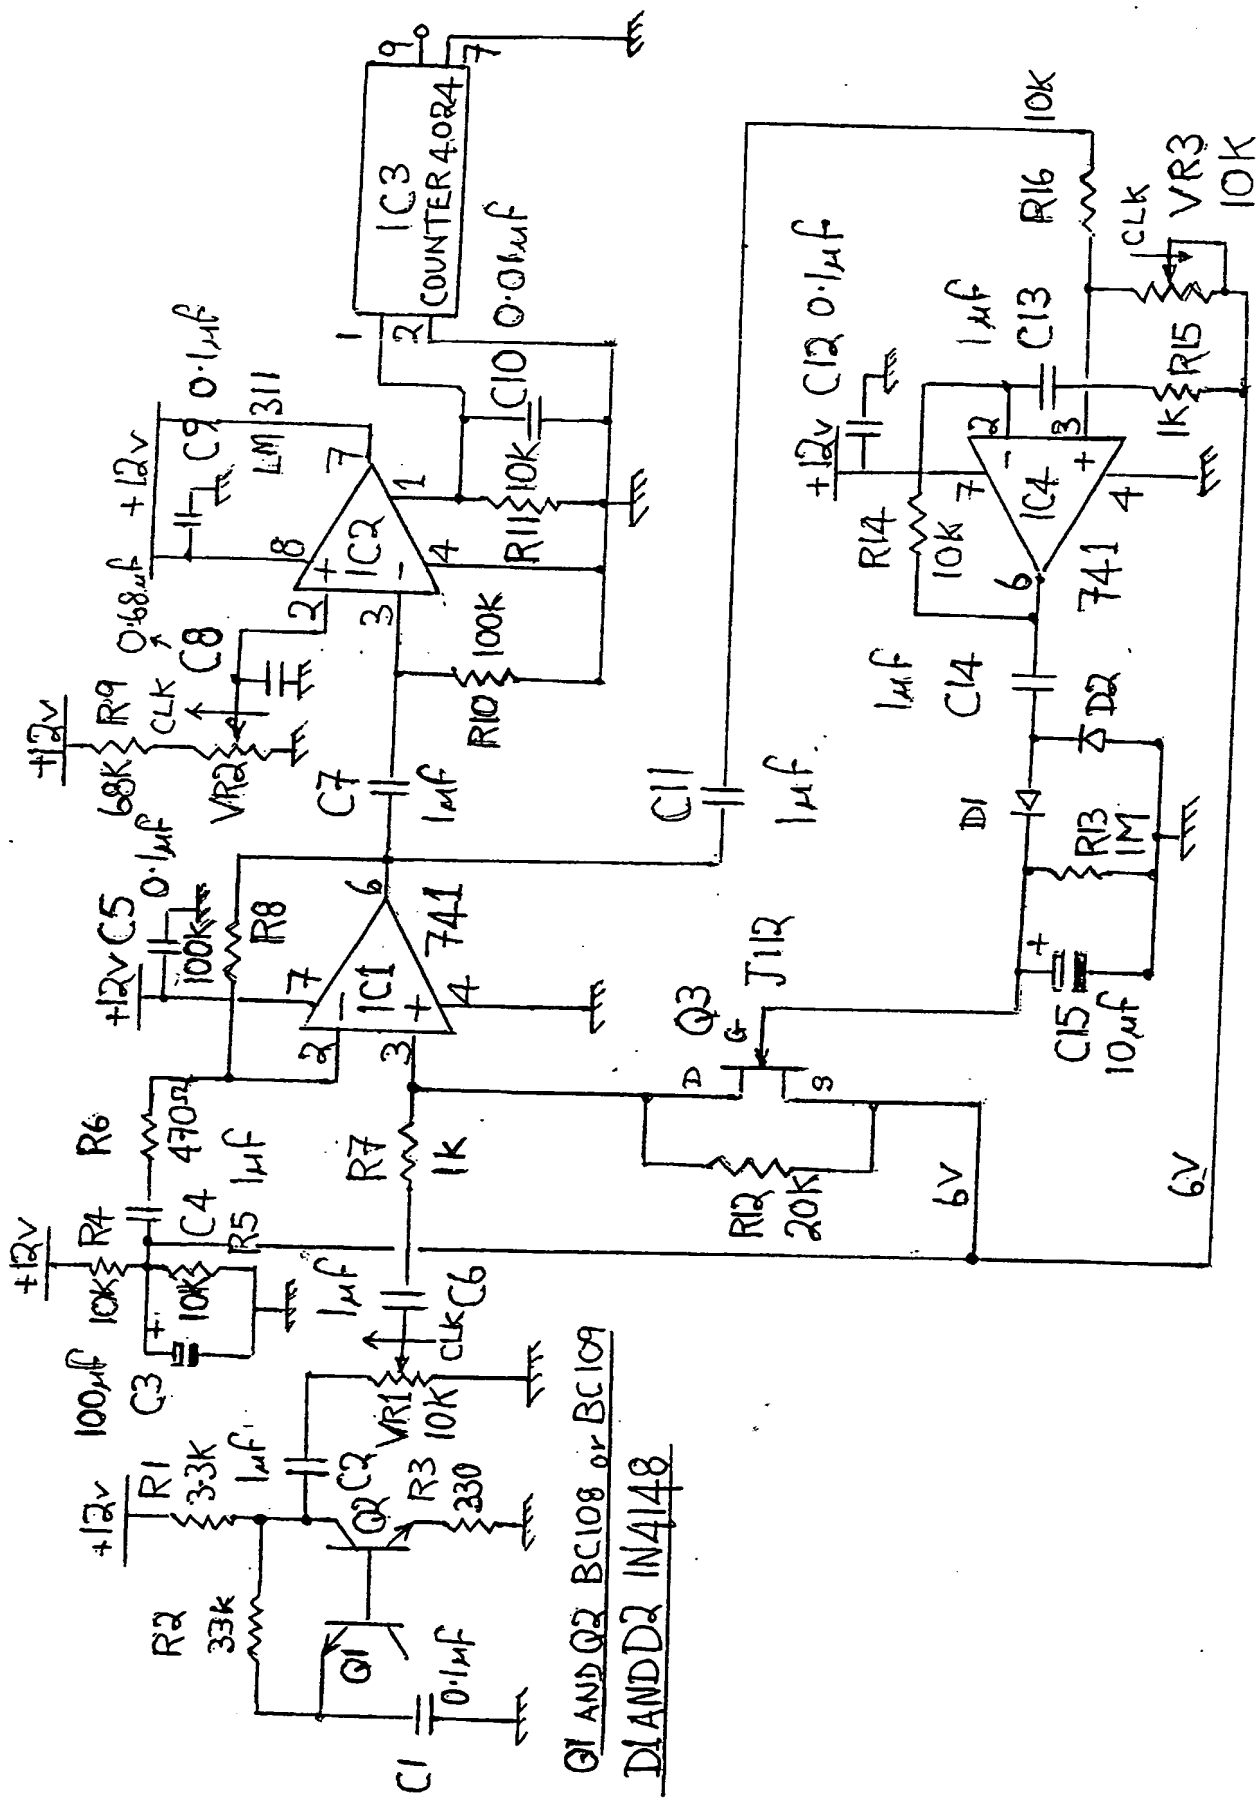 +12v
R1
3.3K
R2
33K
Q1
C1
0.1µf
Q2
R3
330
1µf
C2
VR1
10K
CLK
100µf
C3
+
+12v
R4
10K
10K
R5
C4
1µf
R6
470Ω
1µf
C6
R7
1K
2
3
-
+
IC1
741
7
4
6
+12v
C5
0.1µf
100K
R8
C7
1µf
+12v
R9
68K
VR2
CLK
C8
0.68µf
R10
100K
2
3
+
-
IC2
8
4
7
1
+12v
C9
0.1µf
LM 311
R11
10K
C10
0.01µf
1
2
IC3
COUNTER 4024
9
7
C11
1µf
R12
20K
D
G
S
Q3
J112
6V
6V
C15
10µf
+
R13
1M
D1
D2
C14
1µf
R14
10K
6
741
IC4
-
+
7
4
2
3
+12v
C12
0.1µf
1µf
C13
R15
1K
R16
10K
CLK
VR3
10K
Q1 AND Q2 BC108 or BC109
D1 AND D2 IN4148